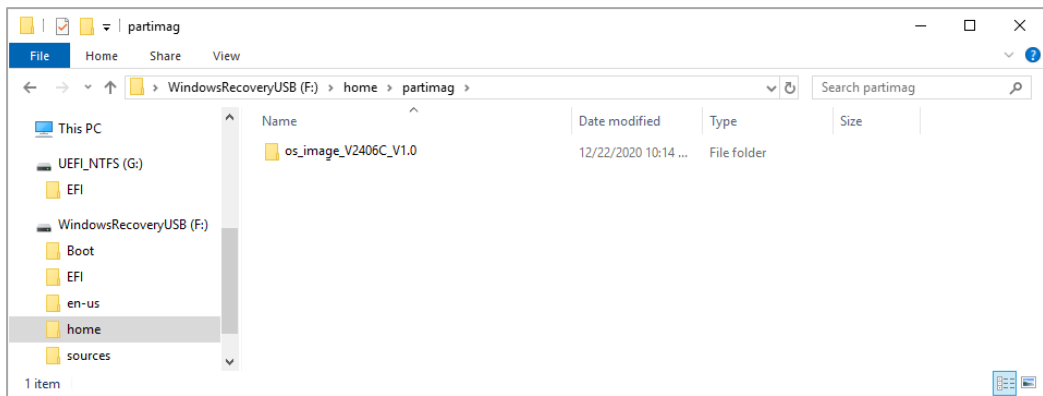 partimag
File Home Share View
WindowsRecoveryUSB (F:) > home > partimag >
Search partimag
This PC
UEFI_NTFS (G:)
EFI
WindowsRecoveryUSB (F:)
Boot
EFI
en-us
home
sources
Name Date modified Type Size
os_image_V2406C_V1.0 12/22/2020 10:14 ... File folder
1 item